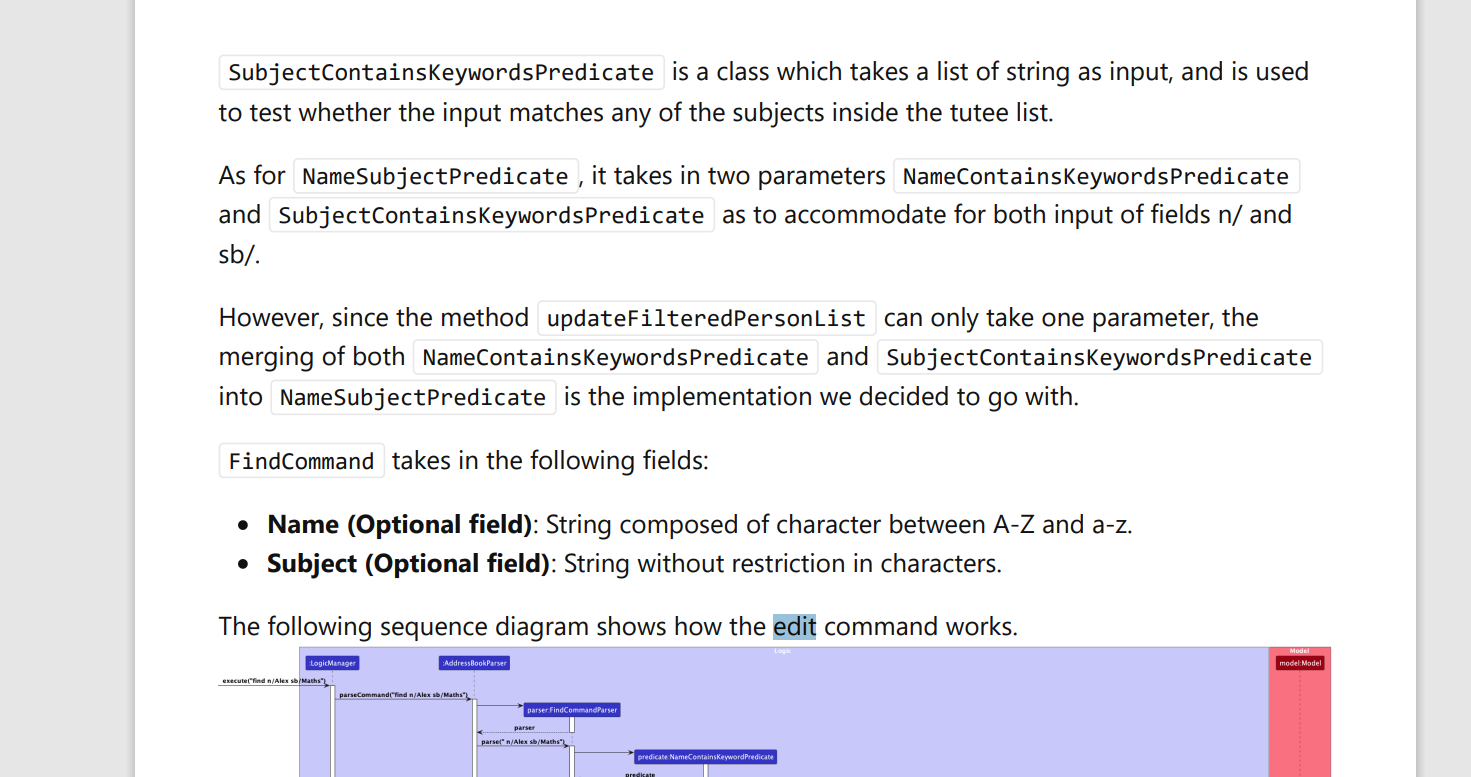 SubjectContainsKeywordsPredicate is a class which takes a list of string as input, and is used
to test whether the input matches any of the subjects inside the tutee list.
As for NameSubjectPredicate, it takes in two parameters NameContainsKeywordsPredicate
and SubjectContainsKeywordsPredicate as to accommodate for both input of fields n/ and
sb/.
However, since the method updateFilteredPersonList can only take one parameter, the
merging of both NameContainsKeywordsPredicate and SubjectContainsKeywordsPredicate
into NameSubjectPredicate is the implementation we decided to go with.
FindCommand takes in the following fields:
• Name (Optional field): String composed of character between A-Z and a-z.
• Subject (Optional field): String without restriction in characters.
The following sequence diagram shows how the edit command works.
Logic
Model
:LogicManager
:AddressBookParser
model:Model
execute("find n/Alex sb/Maths")
parseCommand("find n/Alex sb/Maths")
parser:FindCommandParser
parser
parse(" n/Alex sb/Maths")
predicate:NameContainsKeywordPredicate
predicate